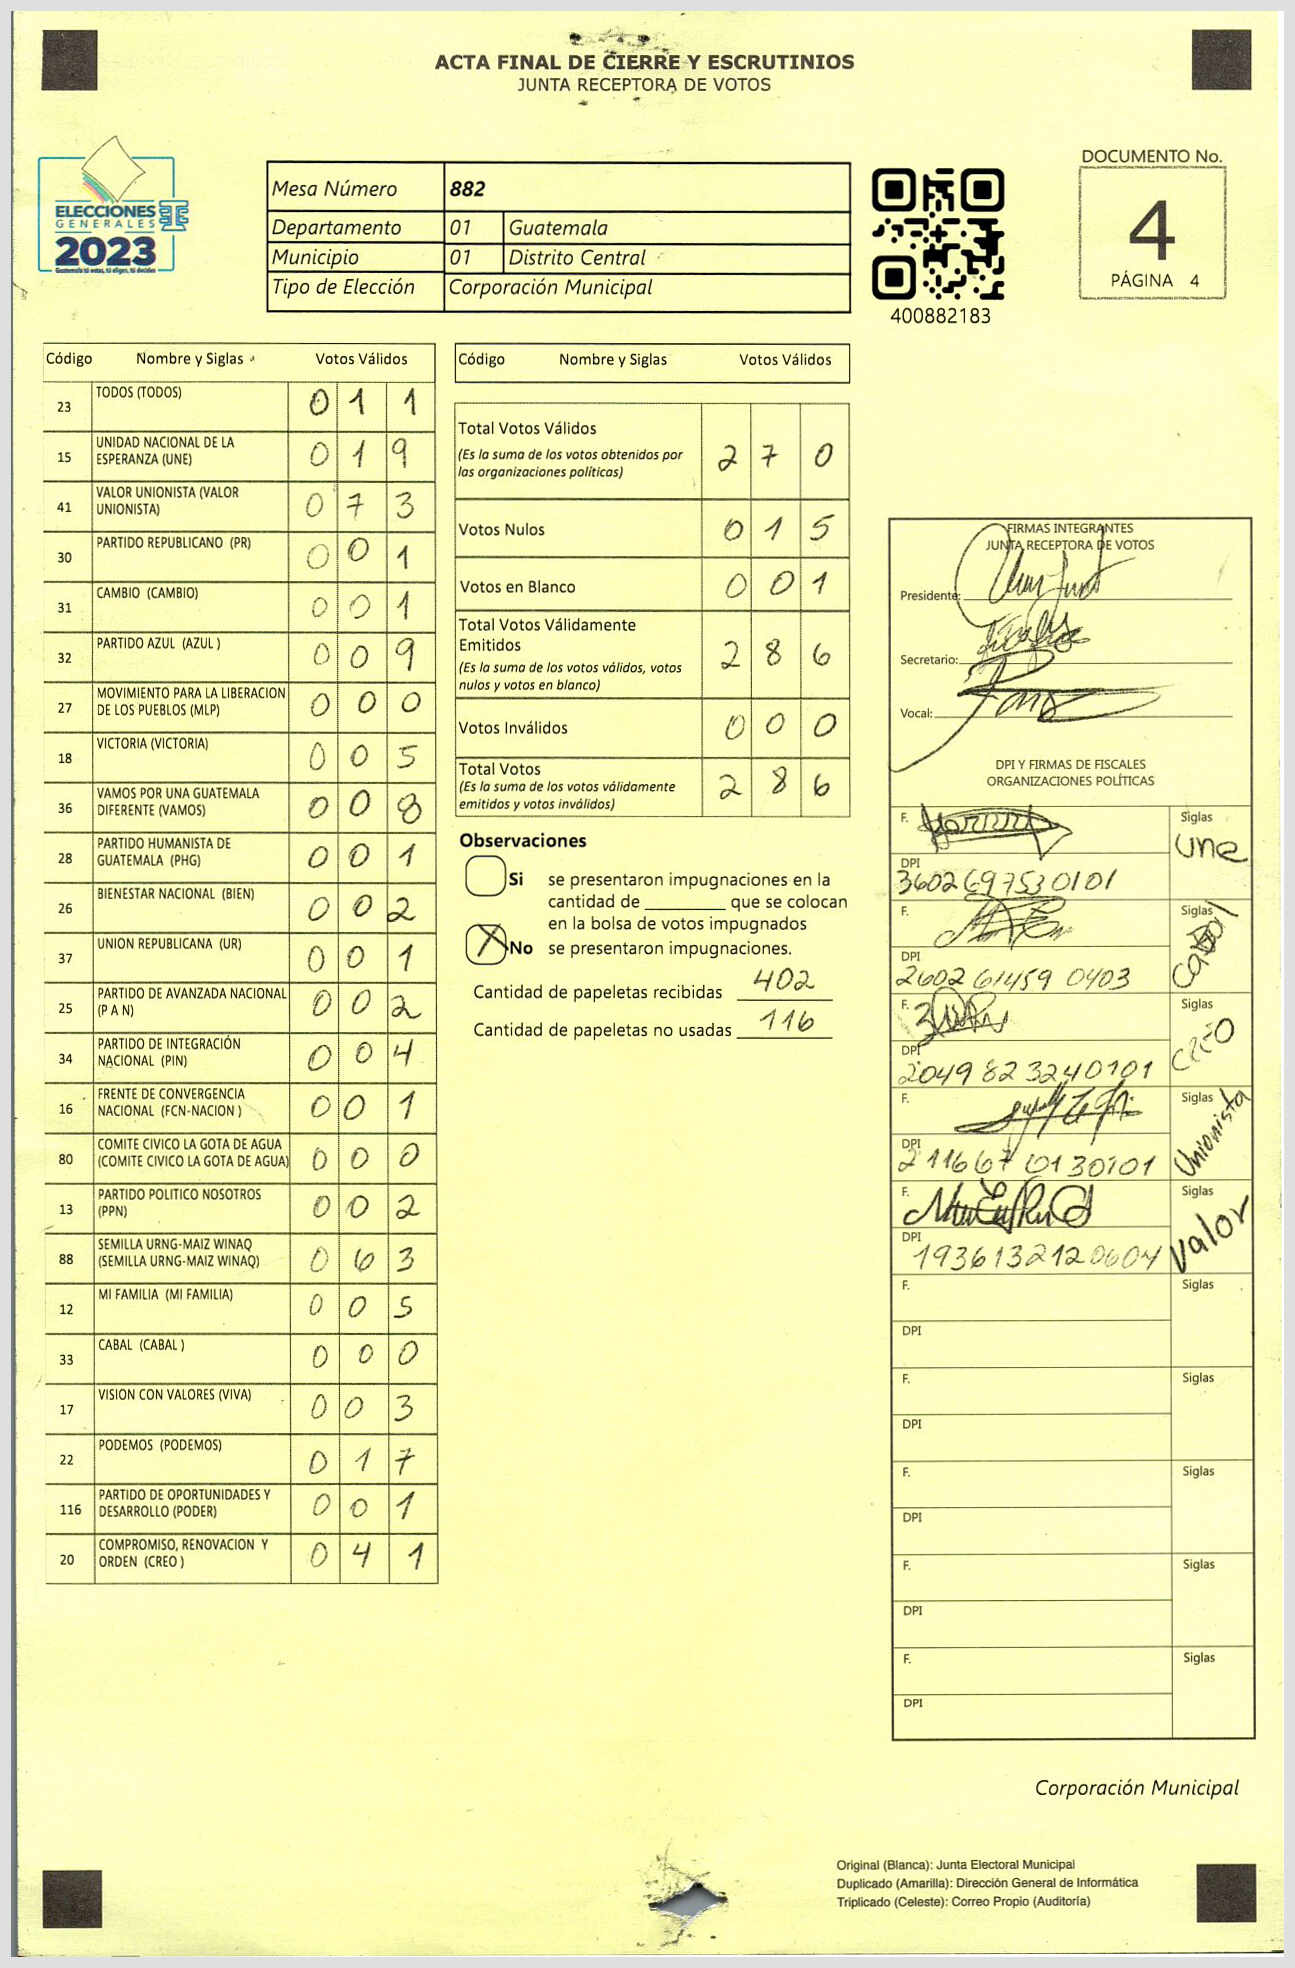 ACTA FINAL DE CIERRE Y ESCRUTINIOS
JUNTA RECEPTORA DE VOTOS
ELECCIONES
GENERALES
2023
Guatemala tú votas, tú eliges, tú decides
Mesa Número 882
Departamento 01 Guatemala
Municipio 01 Distrito Central
Tipo de Elección Corporación Municipal
400882183
DOCUMENTO No.
4
PÁGINA 4
Código Nombre y Siglas Votos Válidos
23 TODOS (TODOS) 0 1 1
15 UNIDAD NACIONAL DE LA
ESPERANZA (UNE) 0 1 9
41 VALOR UNIONISTA (VALOR
UNIONISTA) 0 7 3
30 PARTIDO REPUBLICANO (PR) 0 0 1
31 CAMBIO (CAMBIO) 0 0 1
32 PARTIDO AZUL (AZUL ) 0 0 9
27 MOVIMIENTO PARA LA LIBERACION
DE LOS PUEBLOS (MLP) 0 0 0
18 VICTORIA (VICTORIA) 0 0 5
36 VAMOS POR UNA GUATEMALA
DIFERENTE (VAMOS) 0 0 8
28 PARTIDO HUMANISTA DE
GUATEMALA (PHG) 0 0 1
26 BIENESTAR NACIONAL (BIEN) 0 0 2
37 UNION REPUBLICANA (UR) 0 0 1
25 PARTIDO DE AVANZADA NACIONAL
(P A N) 0 0 2
34 PARTIDO DE INTEGRACIÓN
NACIONAL (PIN) 0 0 4
16 FRENTE DE CONVERGENCIA
NACIONAL (FCN-NACION ) 0 0 1
80 COMITE CIVICO LA GOTA DE AGUA
(COMITE CIVICO LA GOTA DE AGUA) 0 0 0
13 PARTIDO POLITICO NOSOTROS
(PPN) 0 0 2
88 SEMILLA URNG-MAIZ WINAQ
(SEMILLA URNG-MAIZ WINAQ) 0 6 3
12 MI FAMILIA (MI FAMILIA) 0 0 5
33 CABAL (CABAL ) 0 0 0
17 VISION CON VALORES (VIVA) 0 0 3
22 PODEMOS (PODEMOS) 0 1 7
116 PARTIDO DE OPORTUNIDADES Y
DESARROLLO (PODER) 0 0 1
20 COMPROMISO, RENOVACION Y
ORDEN (CREO ) 0 4 1
Código Nombre y Siglas Votos Válidos
Total Votos Válidos
(Es la suma de los votos obtenidos por
las organizaciones políticas) 2 7 0
Votos Nulos 0 1 5
Votos en Blanco 0 0 1
Total Votos Válidamente
Emitidos
(Es la suma de los votos válidos, votos
nulos y votos en blanco) 2 8 6
Votos Inválidos 0 0 0
Total Votos
(Es la suma de los votos válidamente
emitidos y votos inválidos) 2 8 6
Observaciones
Si se presentaron impugnaciones en la
cantidad de ________ que se colocan
en la bolsa de votos impugnados
X No se presentaron impugnaciones.
Cantidad de papeletas recibidas 402
Cantidad de papeletas no usadas 116
FIRMAS INTEGRANTES
JUNTA RECEPTORA DE VOTOS
Presidente:
Secretario:
Vocal:
DPI Y FIRMAS DE FISCALES
ORGANIZACIONES POLÍTICAS
F. Siglas
une
DPI
3602697530101
F. Siglas
Cabal
DPI
2602 61459 0403
F. Siglas
creo
DPI
2049 82 3240101
F. Siglas
Unionista
DPI
211667 0130101
F. Siglas
Valor
DPI
1936132120604
F. Siglas
DPI
F. Siglas
DPI
F. Siglas
DPI
F. Siglas
DPI
F. Siglas
DPI
Corporación Municipal
Original (Blanca): Junta Electoral Municipal
Duplicado (Amarilla): Dirección General de Informática
Triplicado (Celeste): Correo Propio (Auditoría)